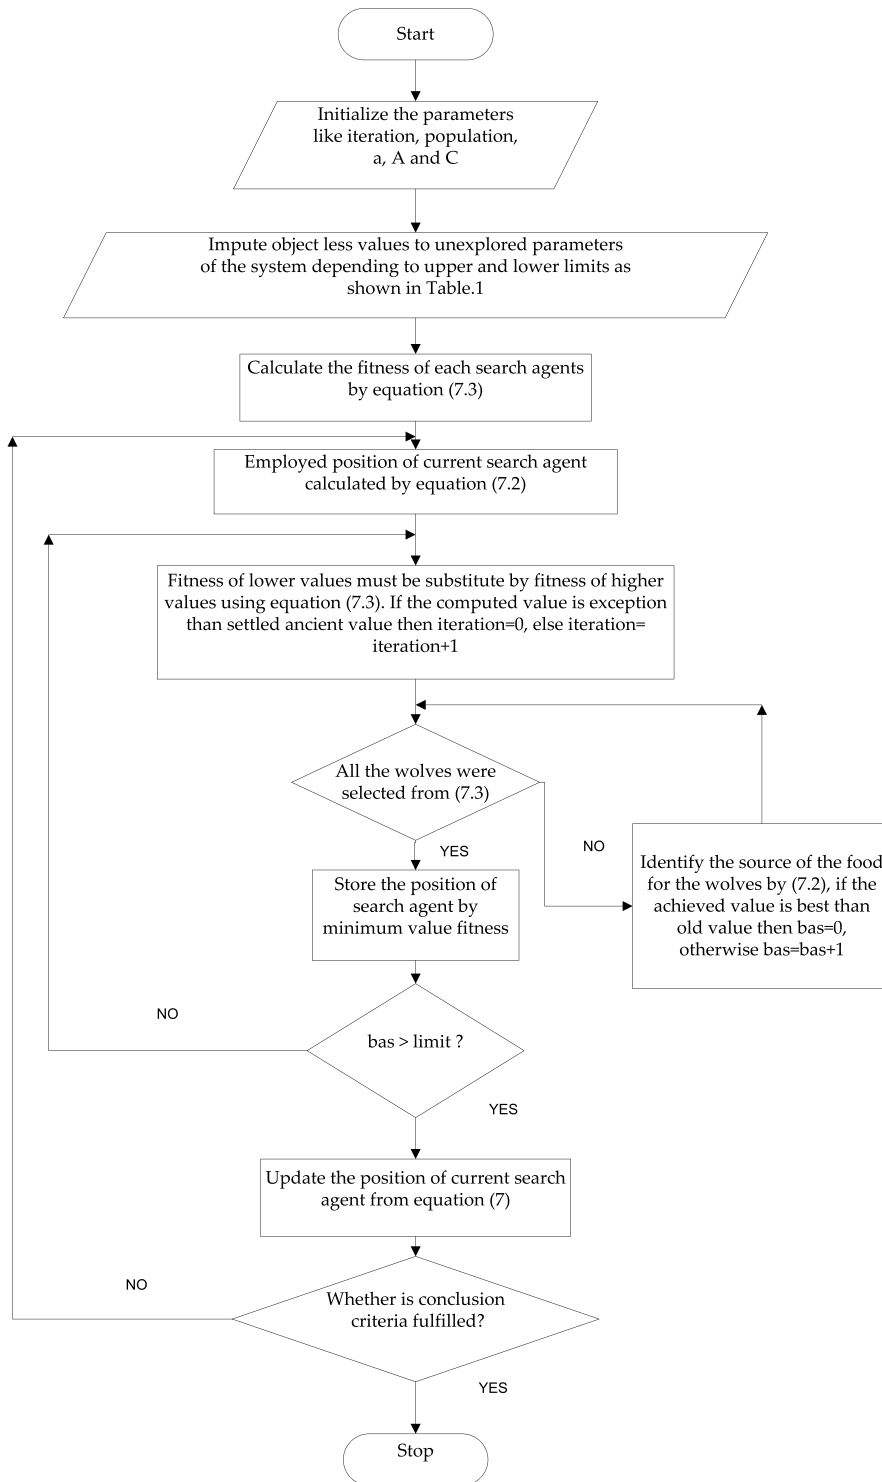 Start
Initialize the parameters
like iteration, population,
a, A and C
Impute object less values to unexplored parameters
of the system depending to upper and lower limits as
shown in Table.1
Calculate the fitness of each search agents
by equation (7.3)
Employed position of current search agent
calculated by equation (7.2)
Fitness of lower values must be substitute by fitness of higher
values using equation (7.3). If the computed value is exception
than settled ancient value then iteration=0, else iteration=
iteration+1
All the wolves were
selected from (7.3)
YES
NO
Identify the source of the food
for the wolves by (7.2), if the
achieved value is best than
old value then bas=0,
otherwise bas=bas+1
Store the position of
search agent by
minimum value fitness
NO
bas > limit ?
YES
Update the position of current search
agent from equation (7)
NO
Whether is conclusion
criteria fulfilled?
YES
Stop